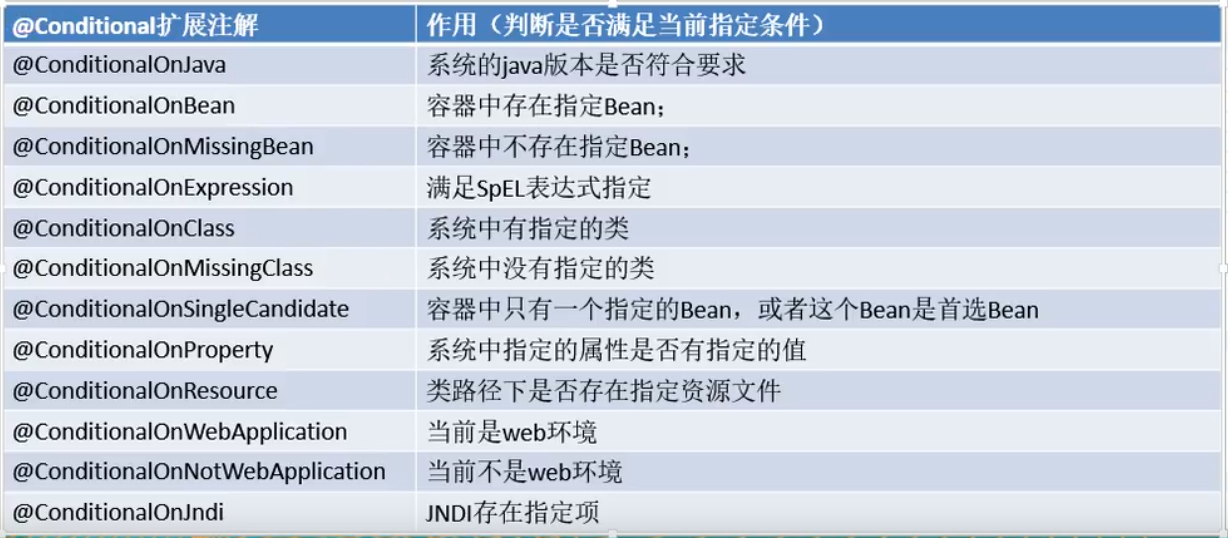 @Conditional扩展注解 作用（判断是否满足当前指定条件）
@ConditionalOnJava 系统的java版本是否符合要求
@ConditionalOnBean 容器中存在指定Bean；
@ConditionalOnMissingBean 容器中不存在指定Bean；
@ConditionalOnExpression 满足SpEL表达式指定
@ConditionalOnClass 系统中有指定的类
@ConditionalOnMissingClass 系统中没有指定的类
@ConditionalOnSingleCandidate 容器中只有一个指定的Bean，或者这个Bean是首选Bean
@ConditionalOnProperty 系统中指定的属性是否有指定的值
@ConditionalOnResource 类路径下是否存在指定资源文件
@ConditionalOnWebApplication 当前是web环境
@ConditionalOnNotWebApplication 当前不是web环境
@ConditionalOnJndi JNDI存在指定项